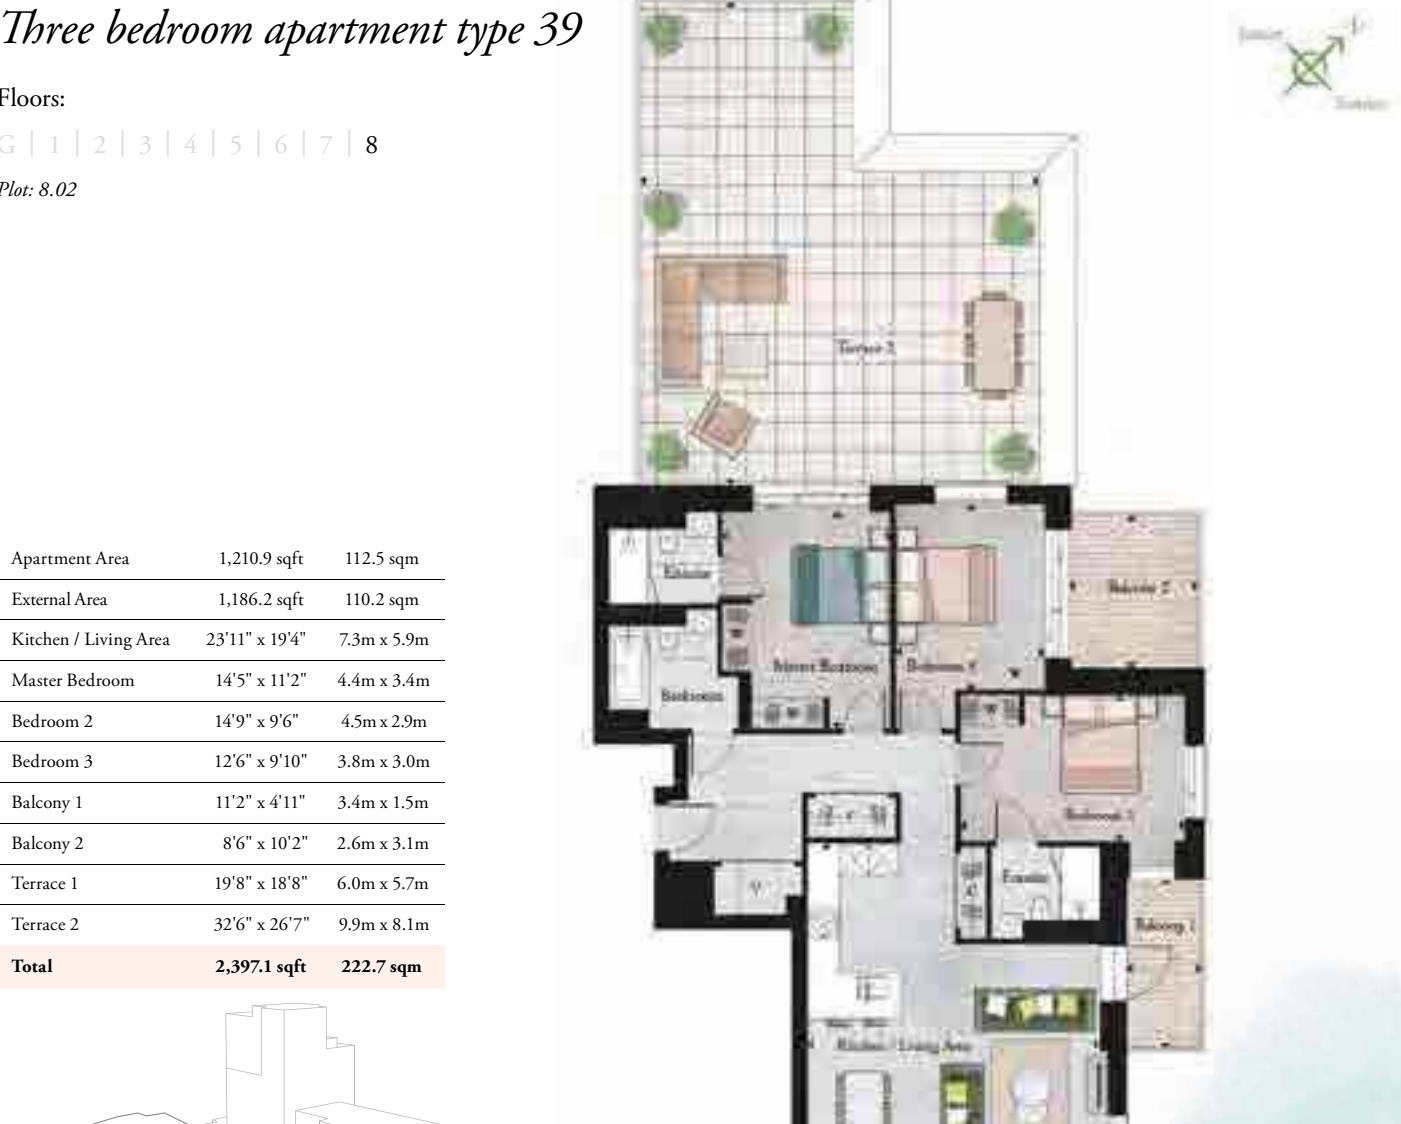 Three bedroom apartment type 39
Floors:
G | 1 | 2 | 3 | 4 | 5 | 6 | 7 | 8
Plot: 8.02
Terrace 2
Ensuite
Balcony 2
Master Bedroom
Bathroom
Ensuite
Balcony 1
Kitchen / Living Area
Apartment Area 1,210.9 sqft 112.5 sqm
External Area 1,186.2 sqft 110.2 sqm
Kitchen / Living Area 23'11" x 19'4" 7.3m x 5.9m
Master Bedroom 14'5" x 11'2" 4.4m x 3.4m
Bedroom 2 14'9" x 9'6" 4.5m x 2.9m
Bedroom 3 12'6" x 9'10" 3.8m x 3.0m
Balcony 1 11'2" x 4'11" 3.4m x 1.5m
Balcony 2 8'6" x 10'2" 2.6m x 3.1m
Terrace 1 19'8" x 18'8" 6.0m x 5.7m
Terrace 2 32'6" x 26'7" 9.9m x 8.1m
Total 2,397.1 sqft 222.7 sqm